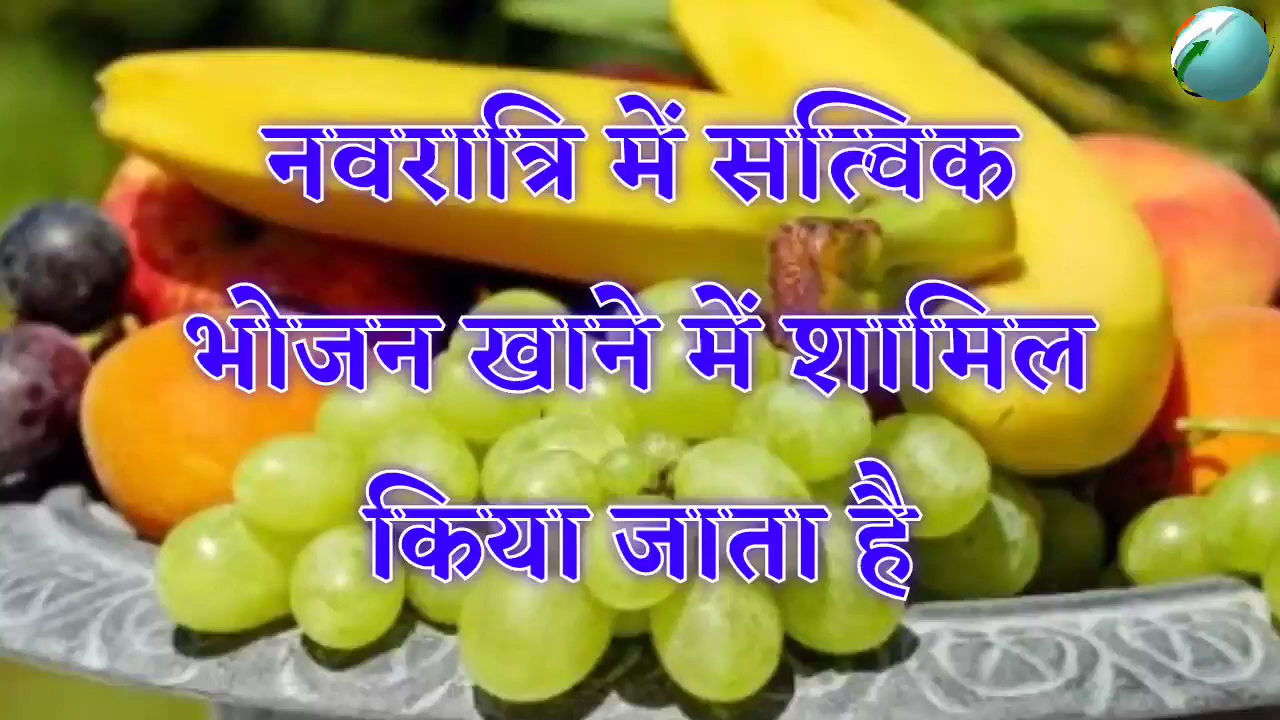 नवरात्रि में सत्विक
भोजन खाने में शामिल
किया जाता है